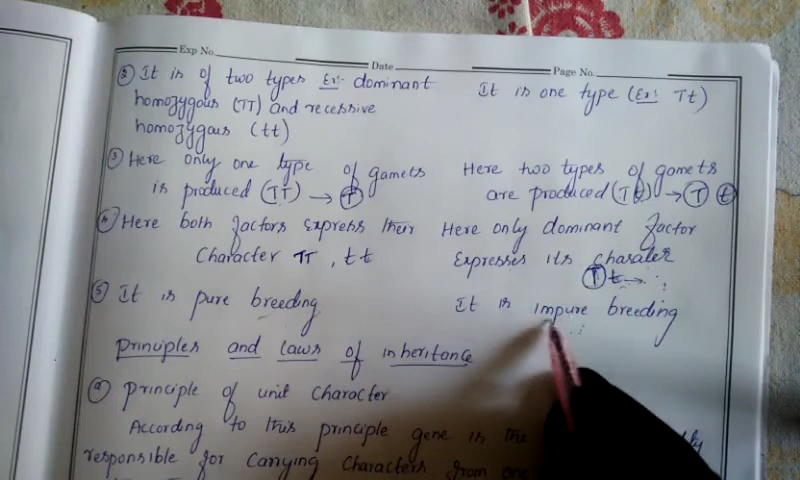 Exp No.
Date
Page No.
② It is of two types Ex:- dominant
homozygous (TT) and recessive
homozygous (tt)
It is one type (Ex: Tt)
③ Here only one type of gamets
is produced (TT) → T
Here two types of gamets
are produced (Tt) → T t
④ Here both factors express their
Character TT, tt
Here only dominant factor
Expresses its charater
Tt →
⑤ It is pure breeding
It is impure breeding
Principles and laws of inheritance
Principle of unit character
According to this principle gene is the
responsible for carrying characters from one